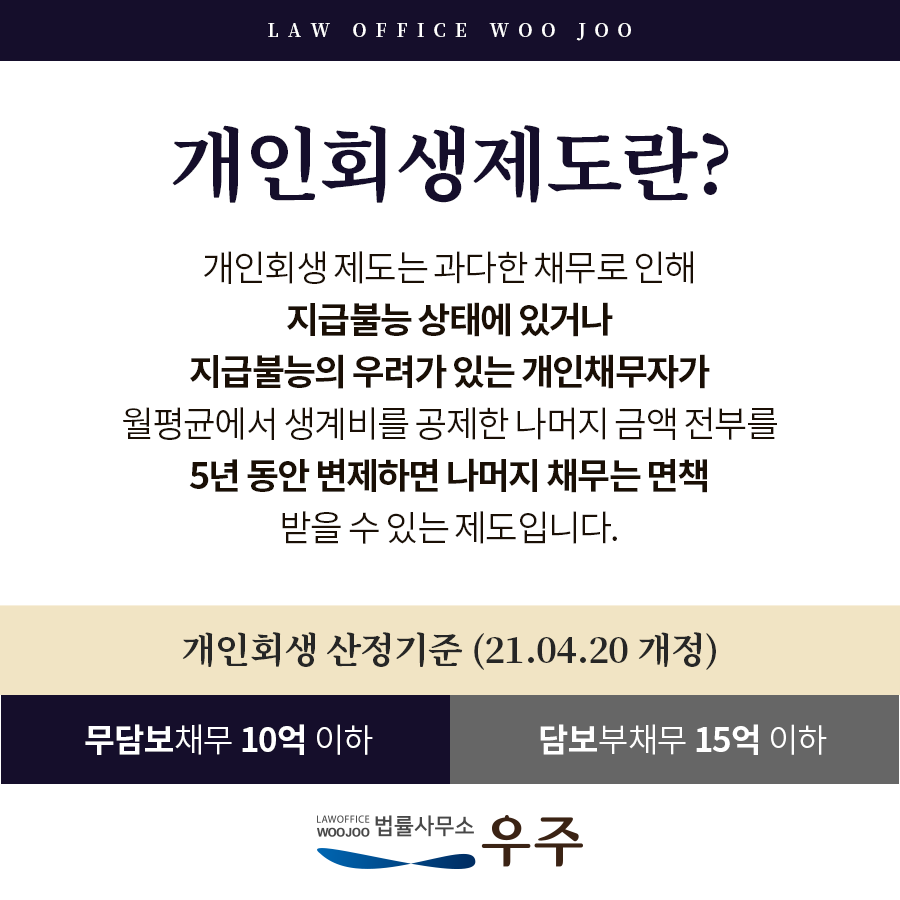 LAW OFFICE WOO JOO
개인회생제도란?
개인회생 제도는 과다한 채무로 인해
지급불능 상태에 있거나
지급불능의 우려가 있는 개인채무자가
월평균에서 생계비를 공제한 나머지 금액 전부를
5년 동안 변제하면 나머지 채무는 면책
받을 수 있는 제도입니다.
개인회생 산정기준 (21.04.20 개정)
무담보채무 10억 이하
담보부채무 15억 이하
LAWOFFICE
WOOJOO 법률사무소 우주